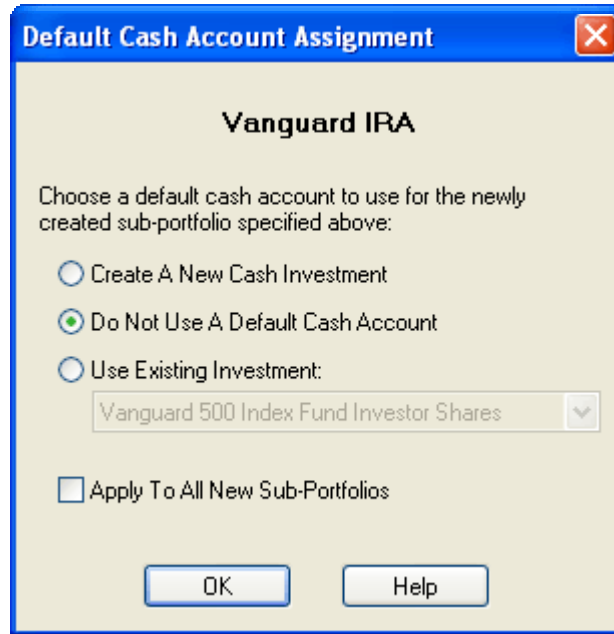 Default Cash Account Assignment
Vanguard IRA
Choose a default cash account to use for the newly
created sub-portfolio specified above:
Create A New Cash Investment
Do Not Use A Default Cash Account
Use Existing Investment:
Vanguard 500 Index Fund Investor Shares
Apply To All New Sub-Portfolios
OK Help